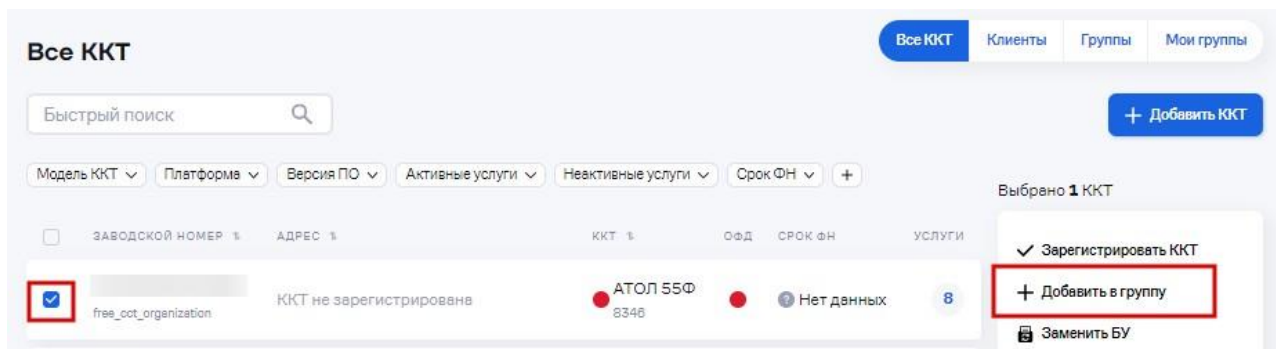 Все ККТ
Все ККТ Клиенты Группы Мои группы
Быстрый поиск
+ Добавить ККТ
Модель ККТ Платформа Версия ПО Активные услуги Неактивные услуги Срок ФН +
Выбрано 1 ККТ
ЗАВОДСКОЙ НОМЕР АДРЕС ККТ ОФД СРОК ФН УСЛУГИ
Зарегистрировать ККТ
free_cct_organization
ККТ не зарегистрирована
АТОЛ 55Ф
8346
Нет данных
8
+ Добавить в группу
Заменить БУ